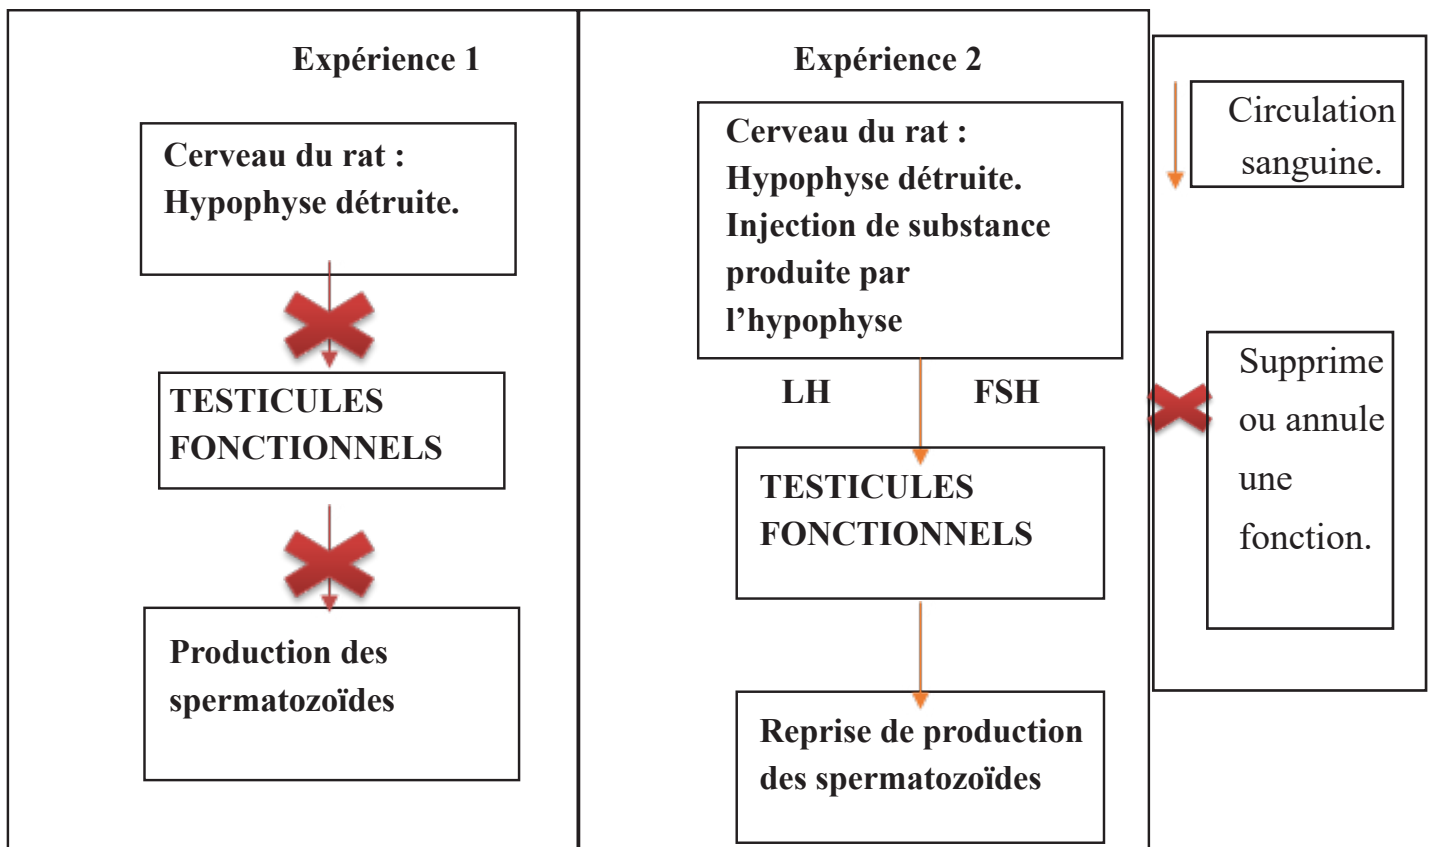 Expérience 1
Cerveau du rat :
Hypophyse détruite.
TESTICULES
FONCTIONNELS
Production des
spermatozoïdes
Expérience 2
Cerveau du rat :
Hypophyse détruite.
Injection de substance
produite par
l’hypophyse
LH FSH
TESTICULES
FONCTIONNELS
Reprise de production
des spermatozoïdes
Circulation
sanguine.
Supprime
ou annule
une
fonction.